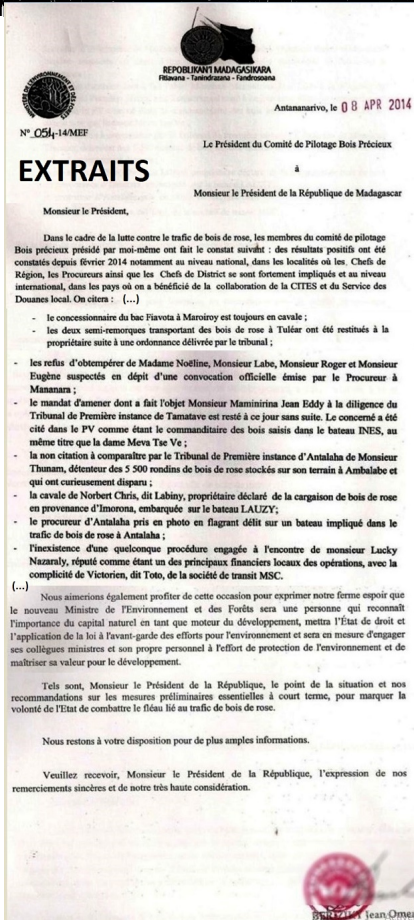 REPOBLIKAN'I MADAGASIKARA
Fitiavana - Tanindrazana - Fandrosoana
Antananarivo, le 08 APR 2014
N° 054-14/MEF
Le Président du Comité de Pilotage Bois Précieux
EXTRAITS
à
Monsieur le Président de la République de Madagascar
Monsieur le Président,
Dans le cadre de la lutte contre le trafic de bois de rose, les membres du comité de pilotage
Bois précieux présidé par moi-même ont fait le constat suivant : des résultats positifs ont été
constatés depuis février 2014 notamment au niveau national, dans les localités où les. Chefs de
Région, les Procureurs ainsi que les Chefs de District se sont fortement impliqués et au niveau
international, dans les pays où on a bénéficié de la collaboration de la CITES et du Service des
Douanes local. On citera : (...)
- le concessionnaire du bac Fiavota à Maroiroy est toujours en cavale ;
- les deux semi-remorques transportant des bois de rose à Tuléar ont été restitués à la
propriétaire suite à une ordonnance délivrée par le tribunal ;
- les refus d'obtempérer de Madame Noëline, Monsieur Labe, Monsieur Roger et Monsieur
Eugène suspectés en dépit d'une convocation officielle émise par le Procureur à
Mananara ;
- le mandat d'amener dont a fait l'objet Monsieur Maminirina Jean Eddy à la diligence du
Tribunal de Première instance de Tamatave est resté à ce jour sans suite. Le concerné a été
cité dans le PV comme étant le commanditaire des bois saisis dans le bateau INES, au
même titre que la dame Meva Tse Ve ;
- la non citation à comparaître par le Tribunal de Première instance d'Antalaha de Monsieur
Thunam, détenteur des 5 500 rondins de bois de rose stockés sur son terrain à Ambalabe et
qui ont curieusement disparu ;
- la cavale de Norbert Chris, dit Labiny, propriétaire déclaré de la cargaison de bois de rose
en provenance d'Imorona, embarquée sur le bateau LAUZY;
- le procureur d'Antalaha pris en photo en flagrant délit sur un bateau impliqué dans le
trafic de bois de rose à Antalaha ;
- l'inexistence d'une quelconque procédure engagée à l'encontre de monsieur Lucky
Nazaraly, réputé comme étant un des principaux financiers locaux des opérations, avec la
complicité de Victorien, dit Toto, de la société de transit MSC.
(...)
Nous aimerions également profiter de cette occasion pour exprimer notre ferme espoir que
le nouveau Ministre de l'Environnement et des Forêts sera une personne qui reconnaît
l'importance du capital naturel en tant que moteur du développement, mettra l'État de droit et
l'application de la loi à l'avant-garde des efforts pour l'environnement et sera en mesure d'engager
ses collègues ministres et son propre personnel à l'effort de protection de l'environnement et de
maîtriser sa valeur pour le développement.
Tels sont, Monsieur le Président de la République, le point de la situation et nos
recommandations sur les mesures préliminaires essentielles à court terme, pour marquer la
volonté de l'Etat de combattre le fléau lié au trafic de bois de rose.
Nous restons à votre disposition pour de plus amples informations.
Veuillez recevoir, Monsieur le Président de la République, l'expression de nos
remerciements sincères et de notre très haute considération.
Jean Omer